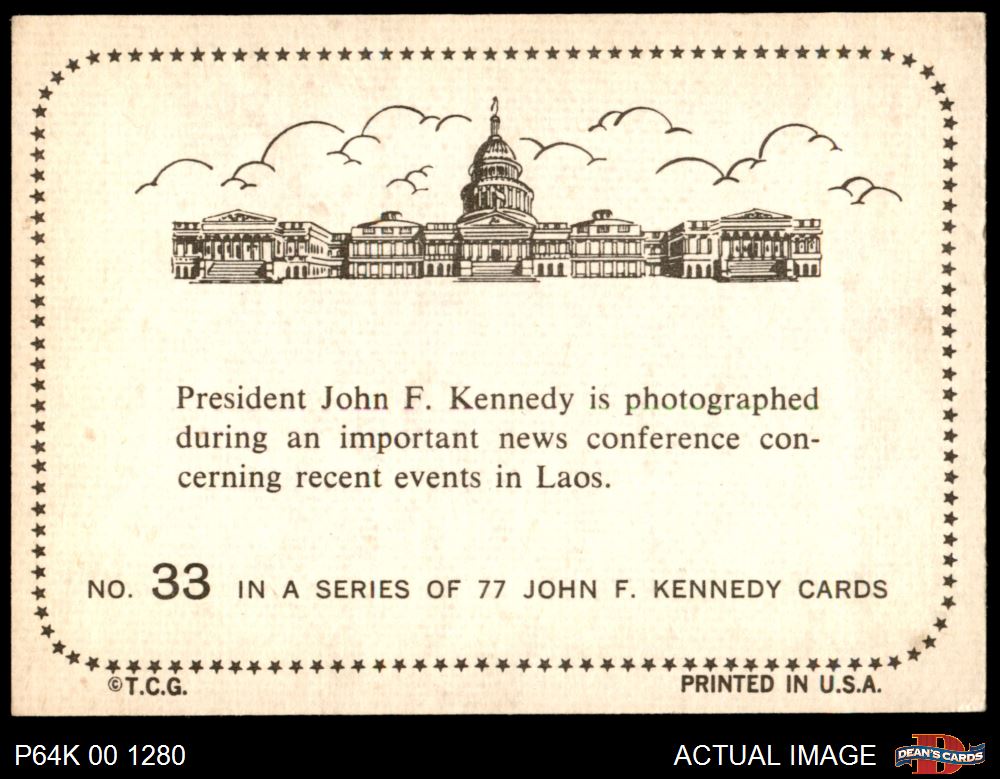 President John F. Kennedy is photographed
during an important news conference con-
cerning recent events in Laos.
NO. 33 IN A SERIES OF 77 JOHN F. KENNEDY CARDS
©T.C.G. PRINTED IN U.S.A.
P64K 00 1280 ACTUAL IMAGE DEAN'S CARDS